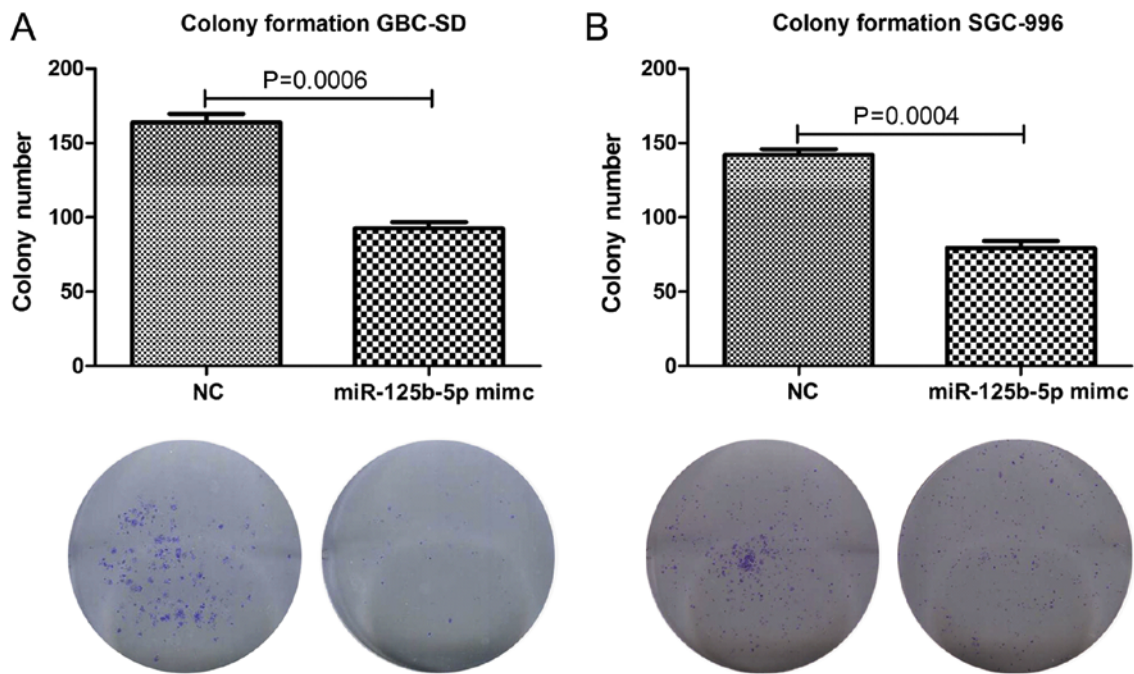 A
Colony formation GBC-SD
Colony number
200
150
100
50
0
P=0.0006
NC
miR-125b-5p mimc
B
Colony formation SGC-996
Colony number
200
150
100
50
0
P=0.0004
NC
miR-125b-5p mimc